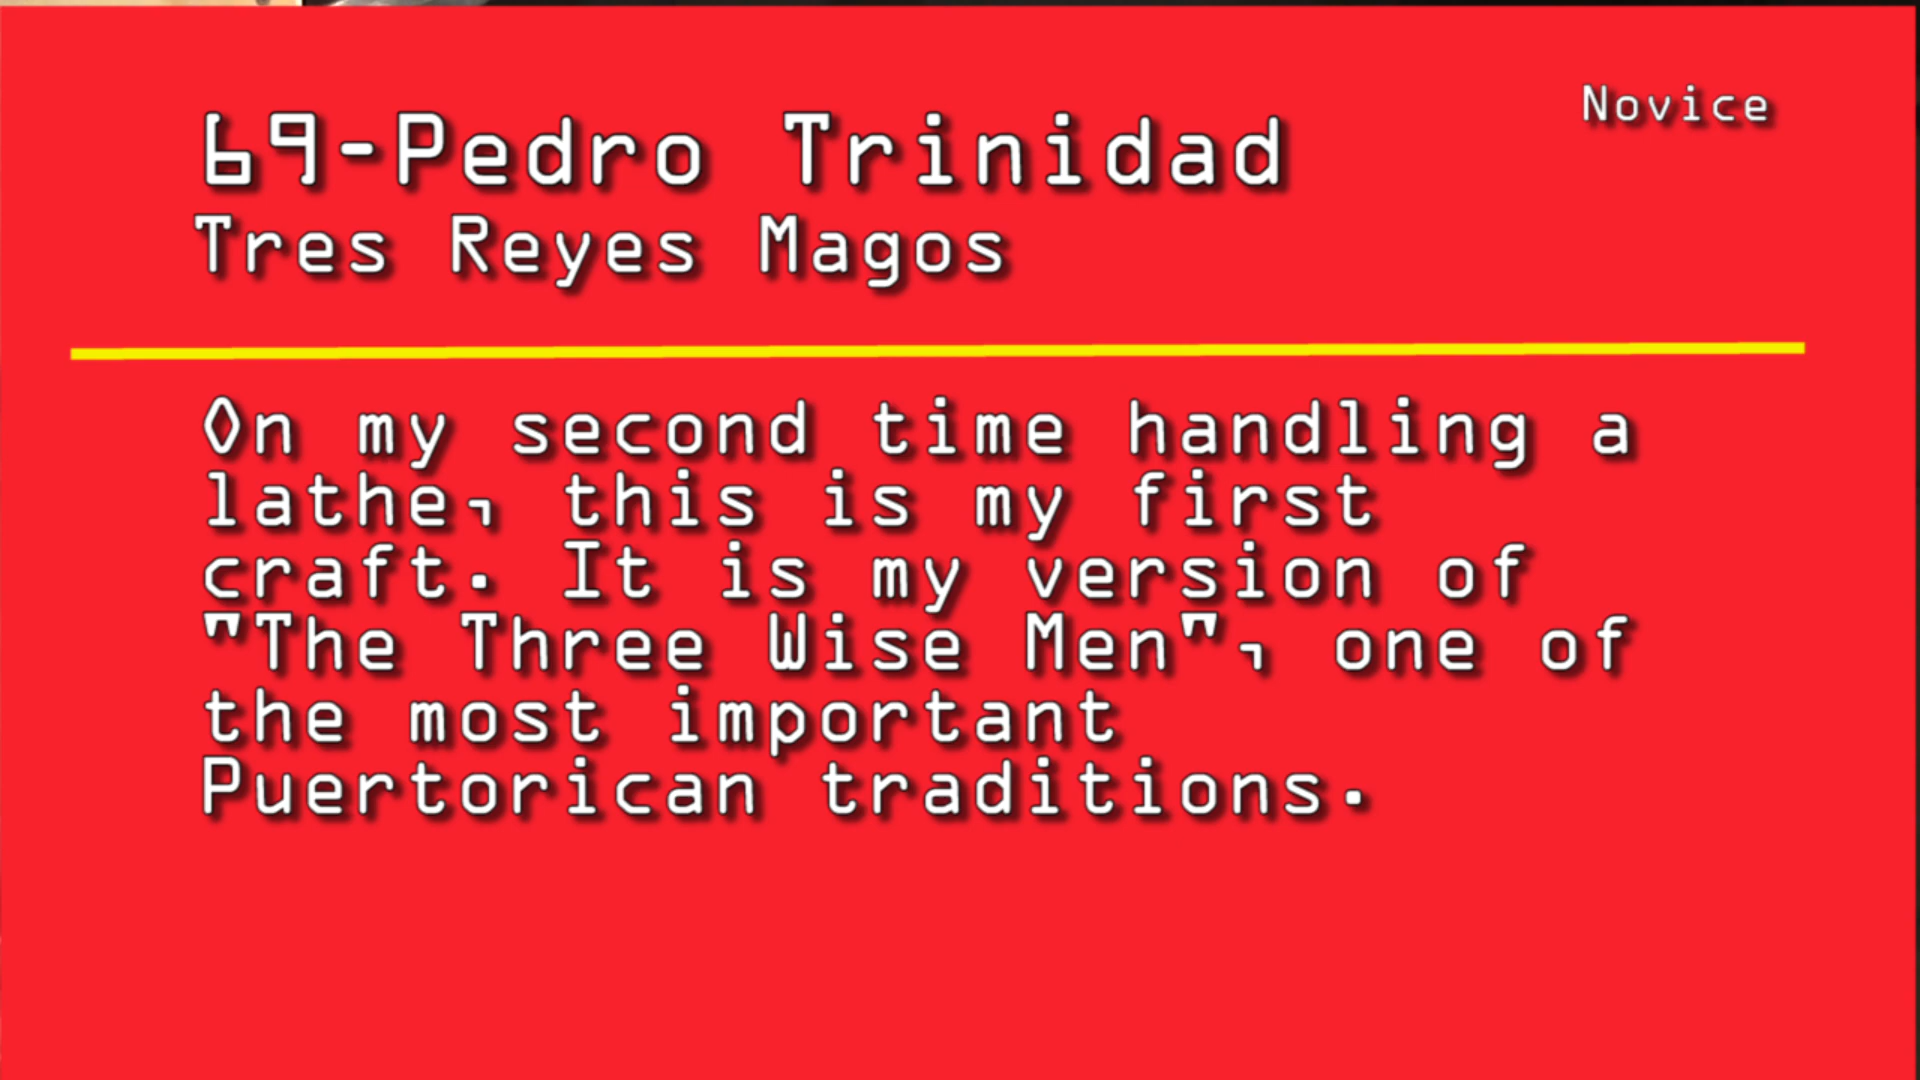 Novice
69-Pedro Trinidad
Tres Reyes Magos
On my second time handling a
lathe, this is my first
craft. It is my version of
"The Three Wise Men", one of
the most important
Puertorican traditions.